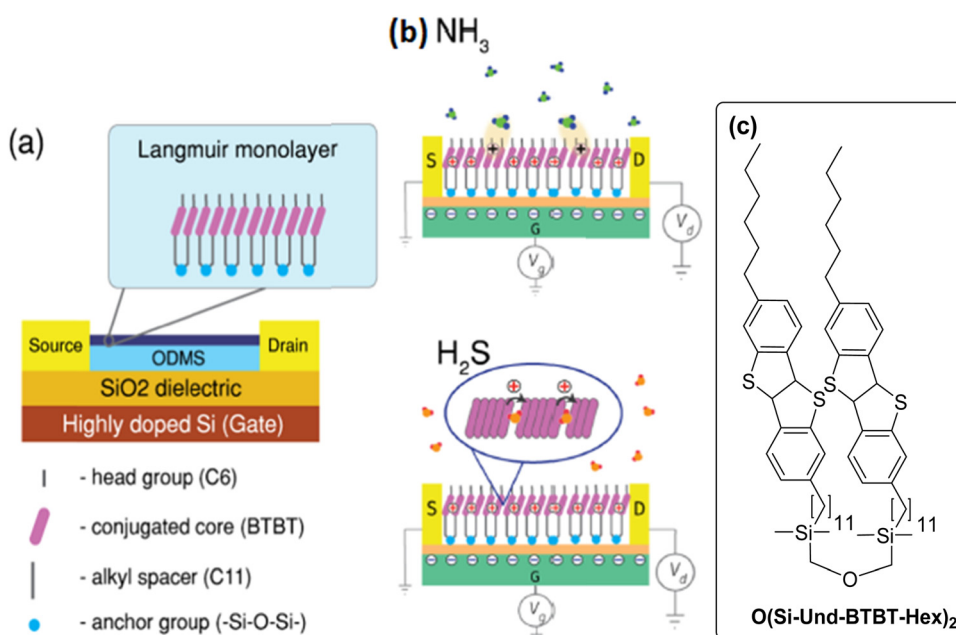 (a)
Langmuir monolayer
Source
ODMS
Drain
SiO2 dielectric
Highly doped Si (Gate)
- head group (C6)
- conjugated core (BTBT)
- alkyl spacer (C11)
- anchor group (-Si-O-Si-)
(b) NH3
S
D
G
Vg
Vd
H2S
S
D
G
Vg
Vd
(c)
S
S
S
S
11
11
Si
Si
O
O(Si-Und-BTBT-Hex)2